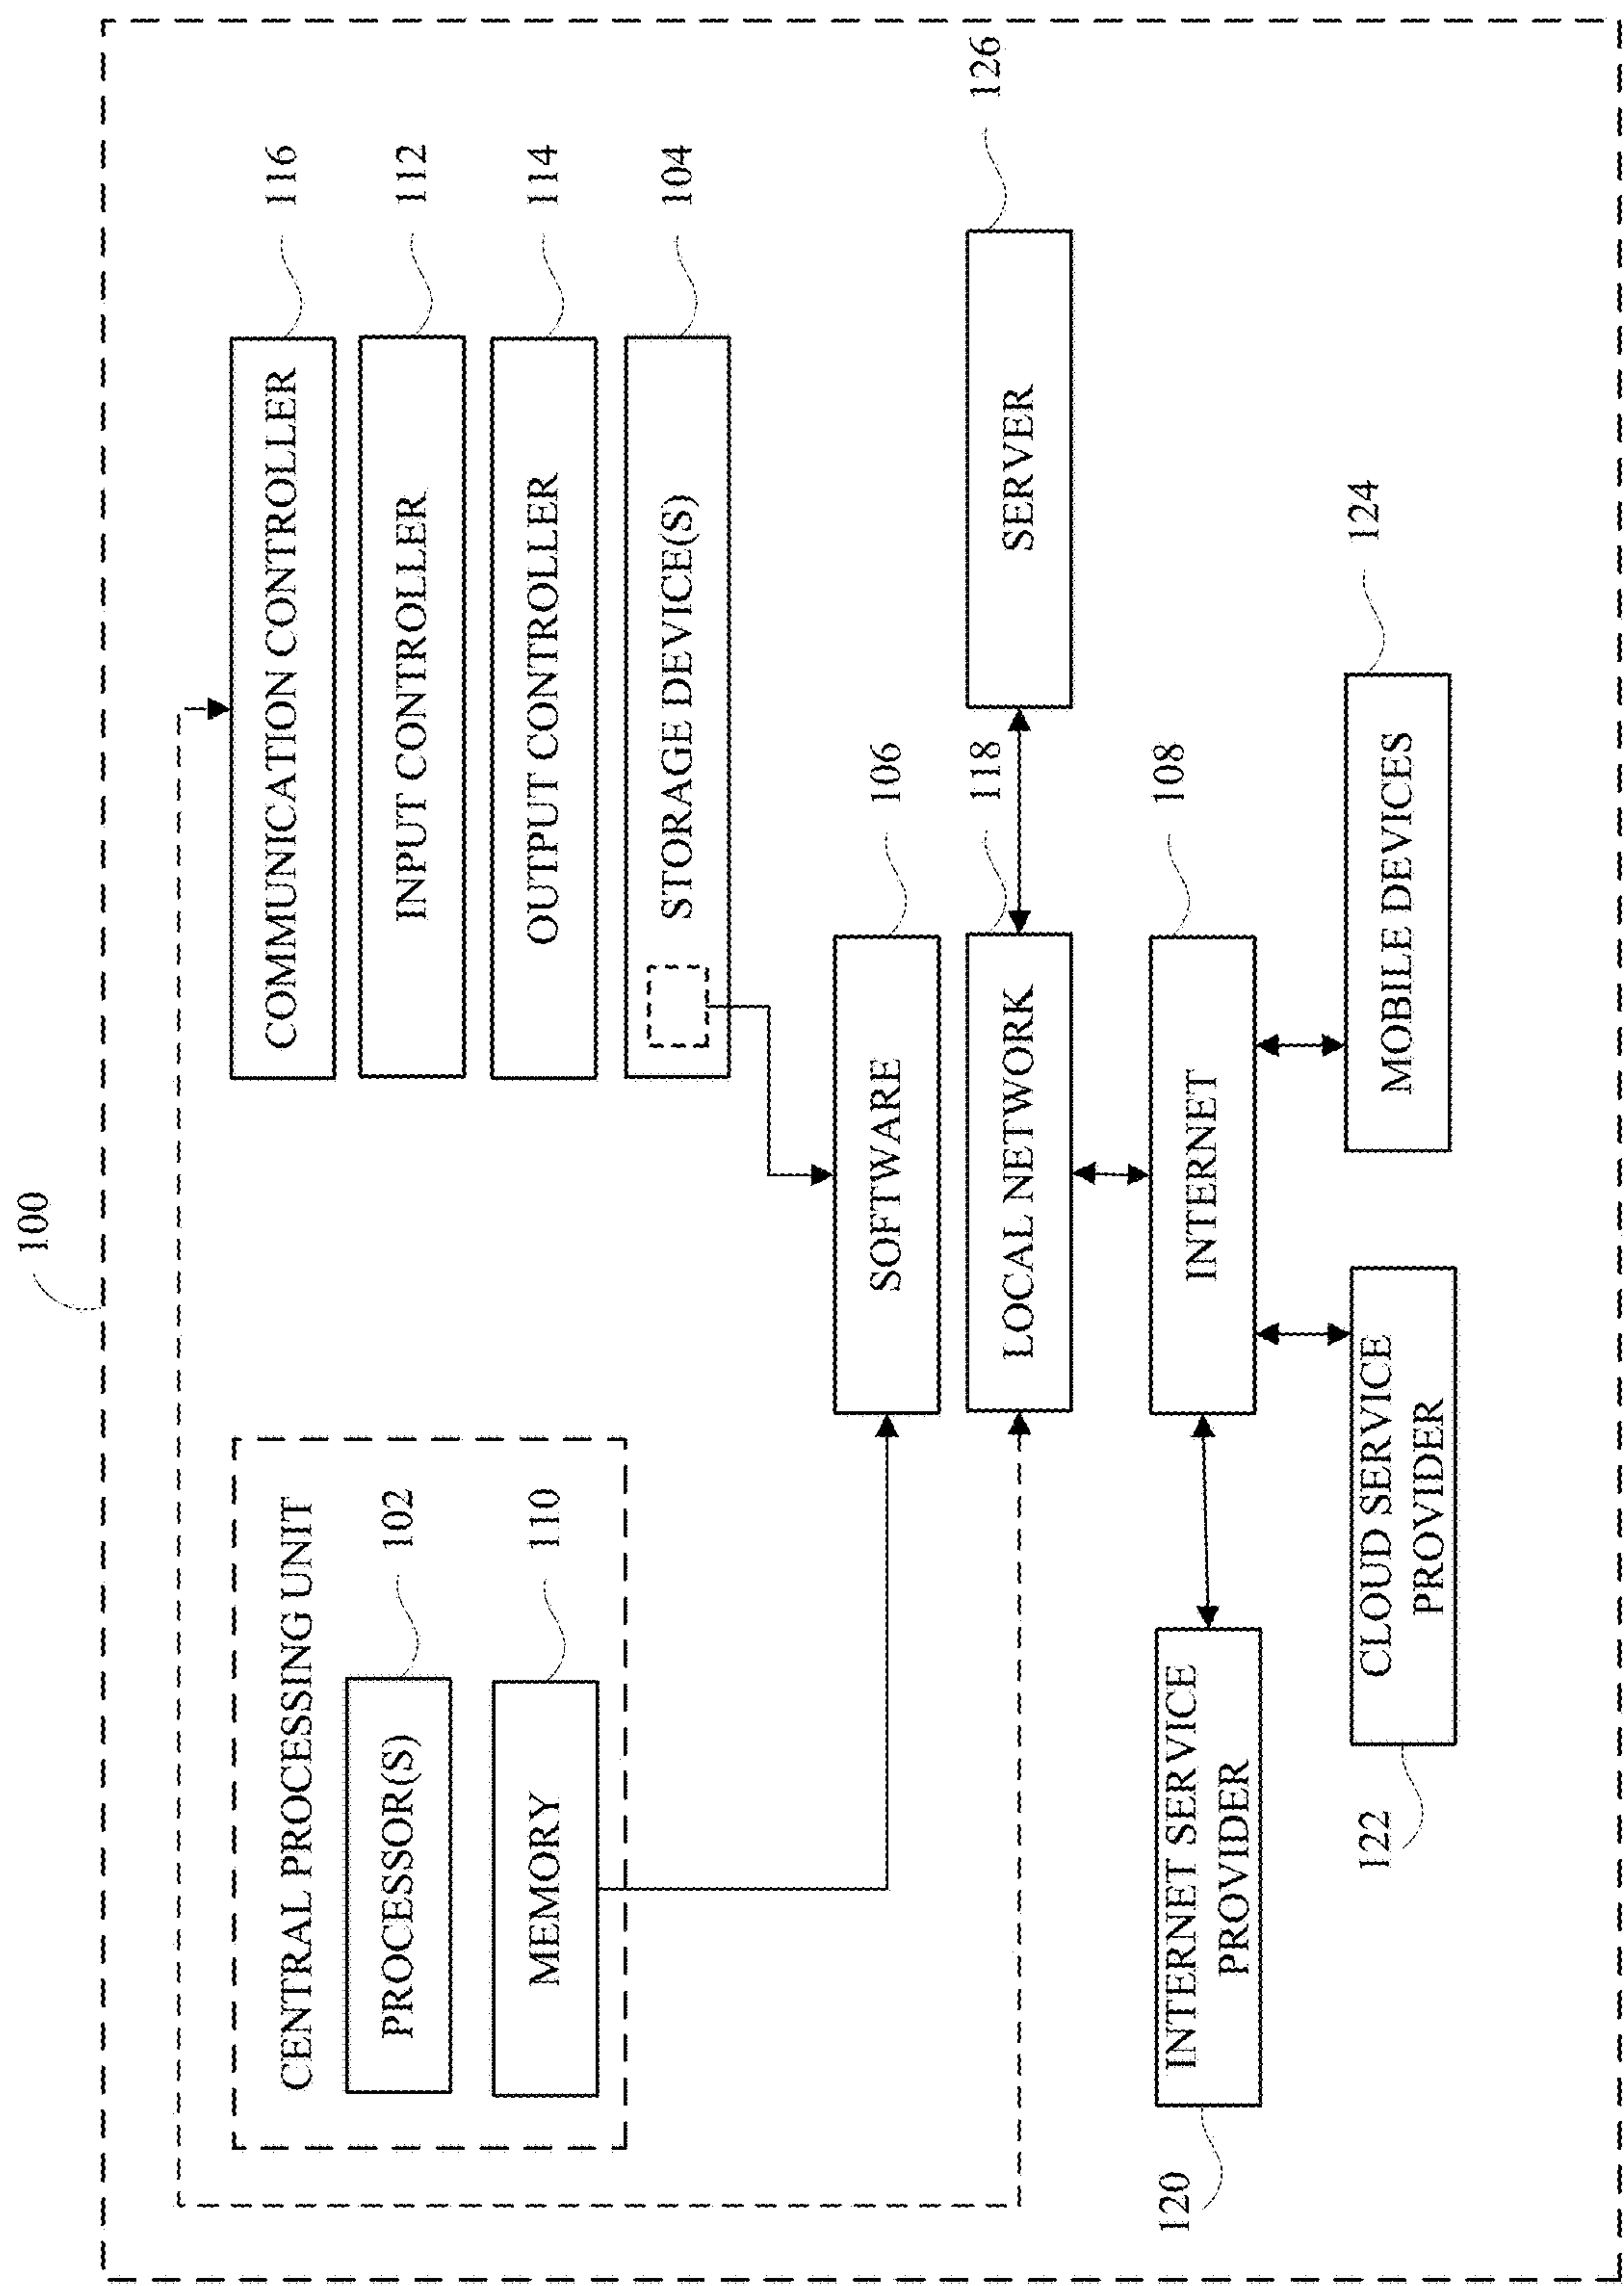 100
CENTRAL PROCESSING UNIT
PROCESSOR(S)
102
MEMORY
110
COMMUNICATION CONTROLLER
116
INPUT CONTROLLER
112
OUTPUT CONTROLLER
114
STORAGE DEVICE(S)
104
SOFTWARE
106
LOCAL NETWORK
118
SERVER
126
INTERNET
108
120
INTERNET SERVICE
PROVIDER
122
CLOUD SERVICE
PROVIDER
MOBILE DEVICES
124